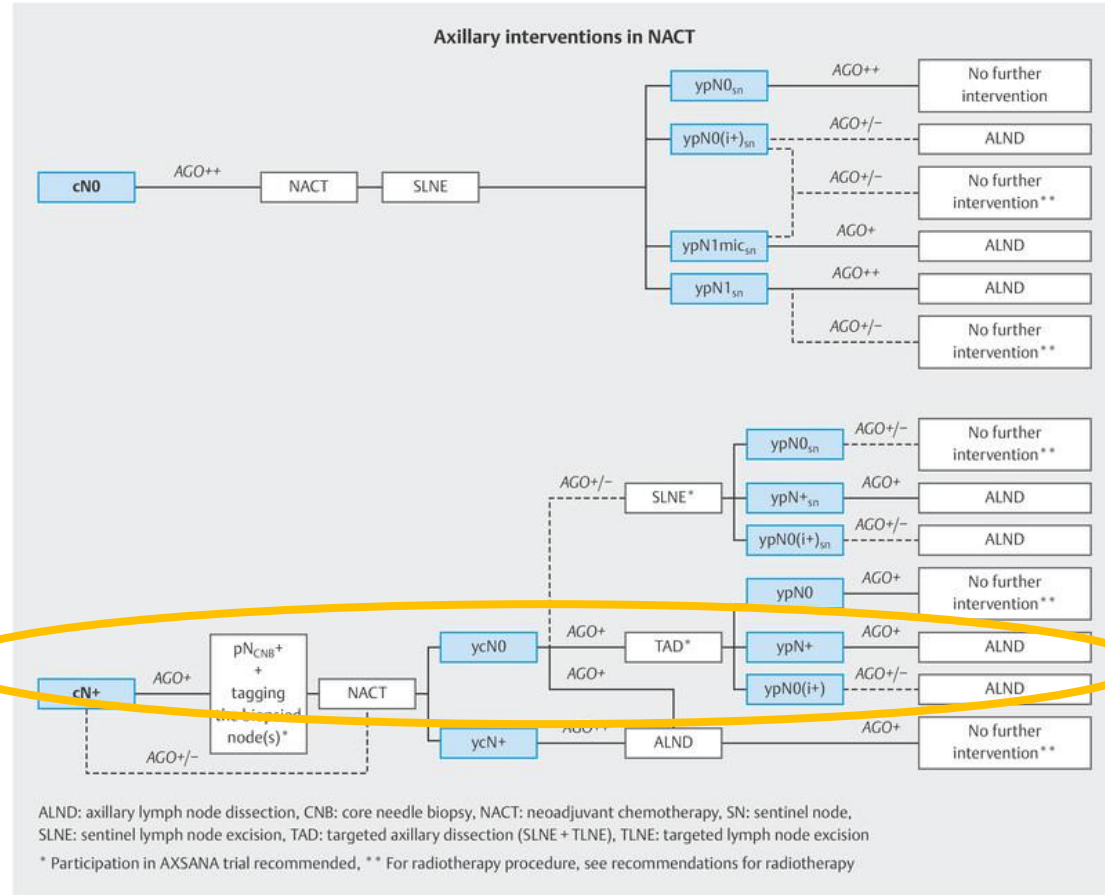 Axillary interventions in NACT
cN0
AGO++
NACT
SLNE
ypN0sn
AGO++
No further
intervention
ypN0(i+)sn
AGO+/−
ALND
AGO+/−
No further
intervention**
ypN1micsn
AGO+
ALND
ypN1sn
AGO++
ALND
AGO+/−
No further
intervention**
AGO+/−
SLNE*
ypN0sn
AGO+/−
No further
intervention**
ypN+sn
AGO+
ALND
ypN0(i+)sn
AGO+/−
ALND
cN+
AGO+
pNCNB+
+
tagging
the biopsied
node(s)*
AGO+/−
NACT
ycN0
AGO+
TAD*
AGO+
ypN0
AGO+
No further
intervention**
ypN+
AGO+
ALND
ypN0(i+)
AGO+/−
ALND
ycN+
AGO++
ALND
AGO+
No further
intervention**
ALND: axillary lymph node dissection, CNB: core needle biopsy, NACT: neoadjuvant chemotherapy, SN: sentinel node,
SLNE: sentinel lymph node excision, TAD: targeted axillary dissection (SLNE + TLNE), TLNE: targeted lymph node excision
* Participation in AXSANA trial recommended, ** For radiotherapy procedure, see recommendations for radiotherapy